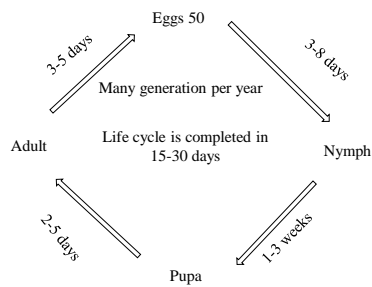 Eggs 50
3-5 days
3-8 days
Many generation per year
Life cycle is completed in
15-30 days
Adult
Nymph
2-5 days
1-3 weeks
Pupa